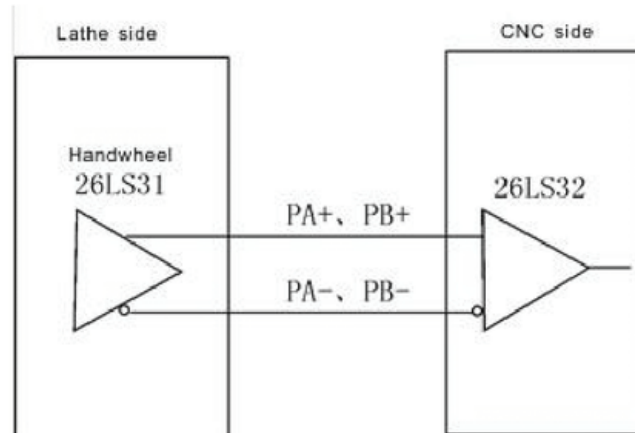 Lathe side
CNC side
Handwheel
26LS31
26LS32
PA+、PB+
PA-、PB-